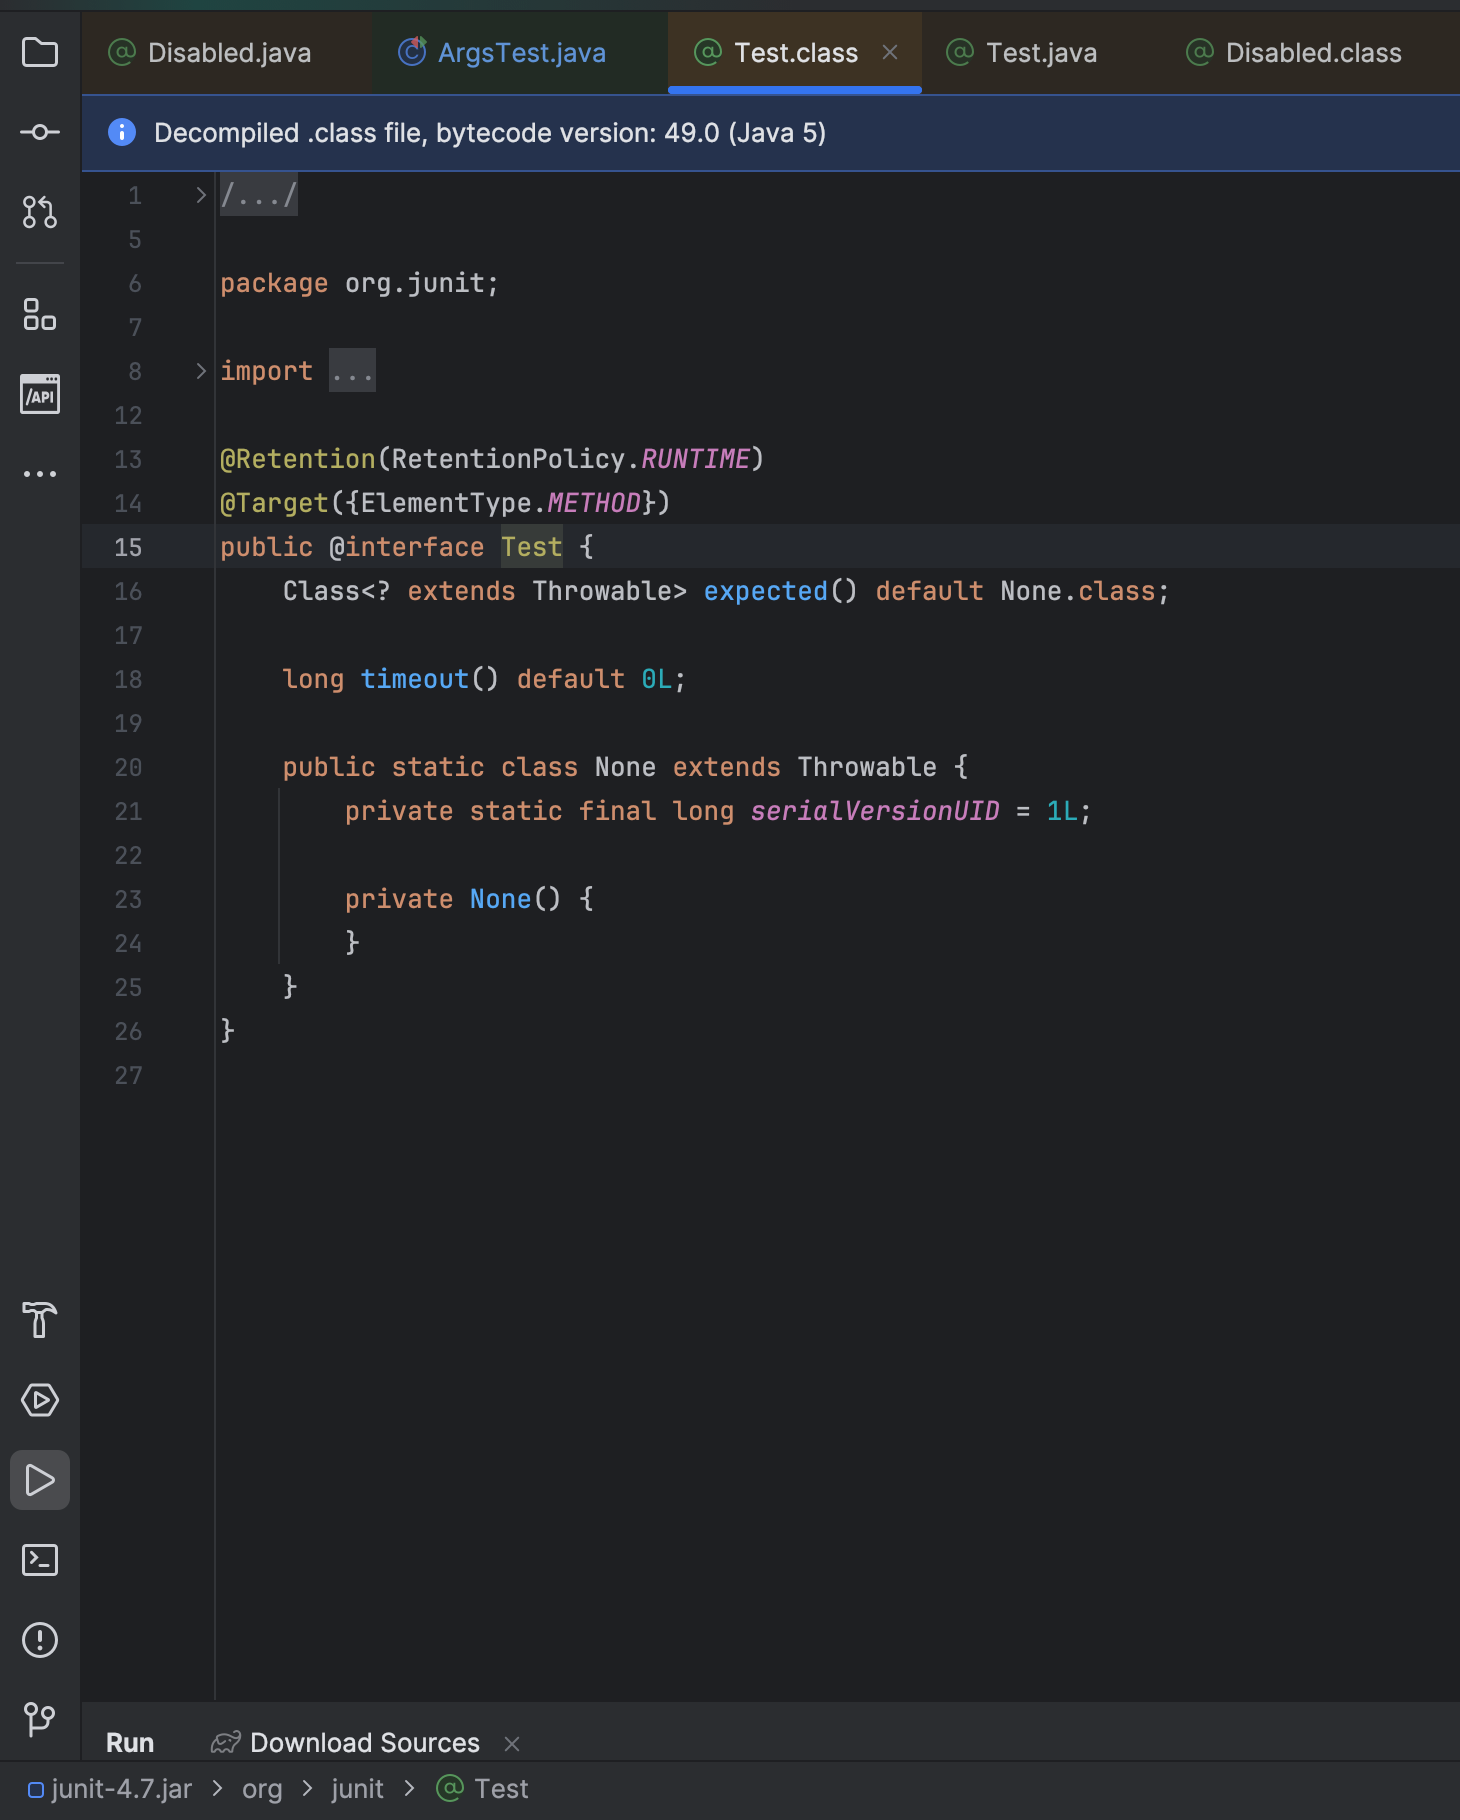 Disabled.java ArgsTest.java Test.class Test.java Disabled.class
Decompiled .class file, bytecode version: 49.0 (Java 5)
1 /.../
5
6 package org.junit;
7
8 import ...
12
13 @Retention(RetentionPolicy.RUNTIME)
14 @Target({ElementType.METHOD})
15 public @interface Test {
16     Class<? extends Throwable> expected() default None.class;
17
18     long timeout() default 0L;
19
20     public static class None extends Throwable {
21         private static final long serialVersionUID = 1L;
22
23         private None() {
24         }
25     }
26 }
27
/API
Run Download Sources
junit-4.7.jar > org > junit > Test